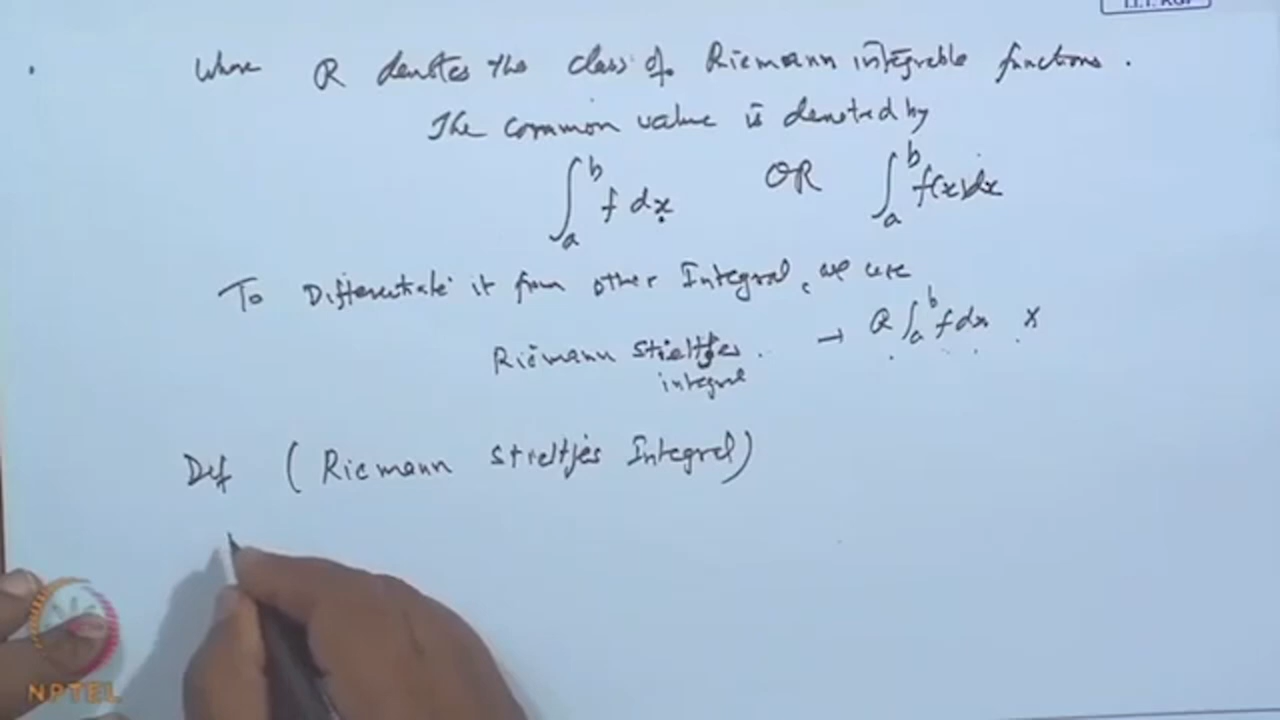 I.I.T. KGP
Where R denotes the class of Riemann integrable functions.
The common value is denoted by
∫_a^b f dx OR ∫_a^b f(x)dx
To Differentiate it from other Integral, we use
Riemann Stieltjes integral. → R ∫_a^b f dx x
Def (Riemann Stieltjes Integral)
NPTEL